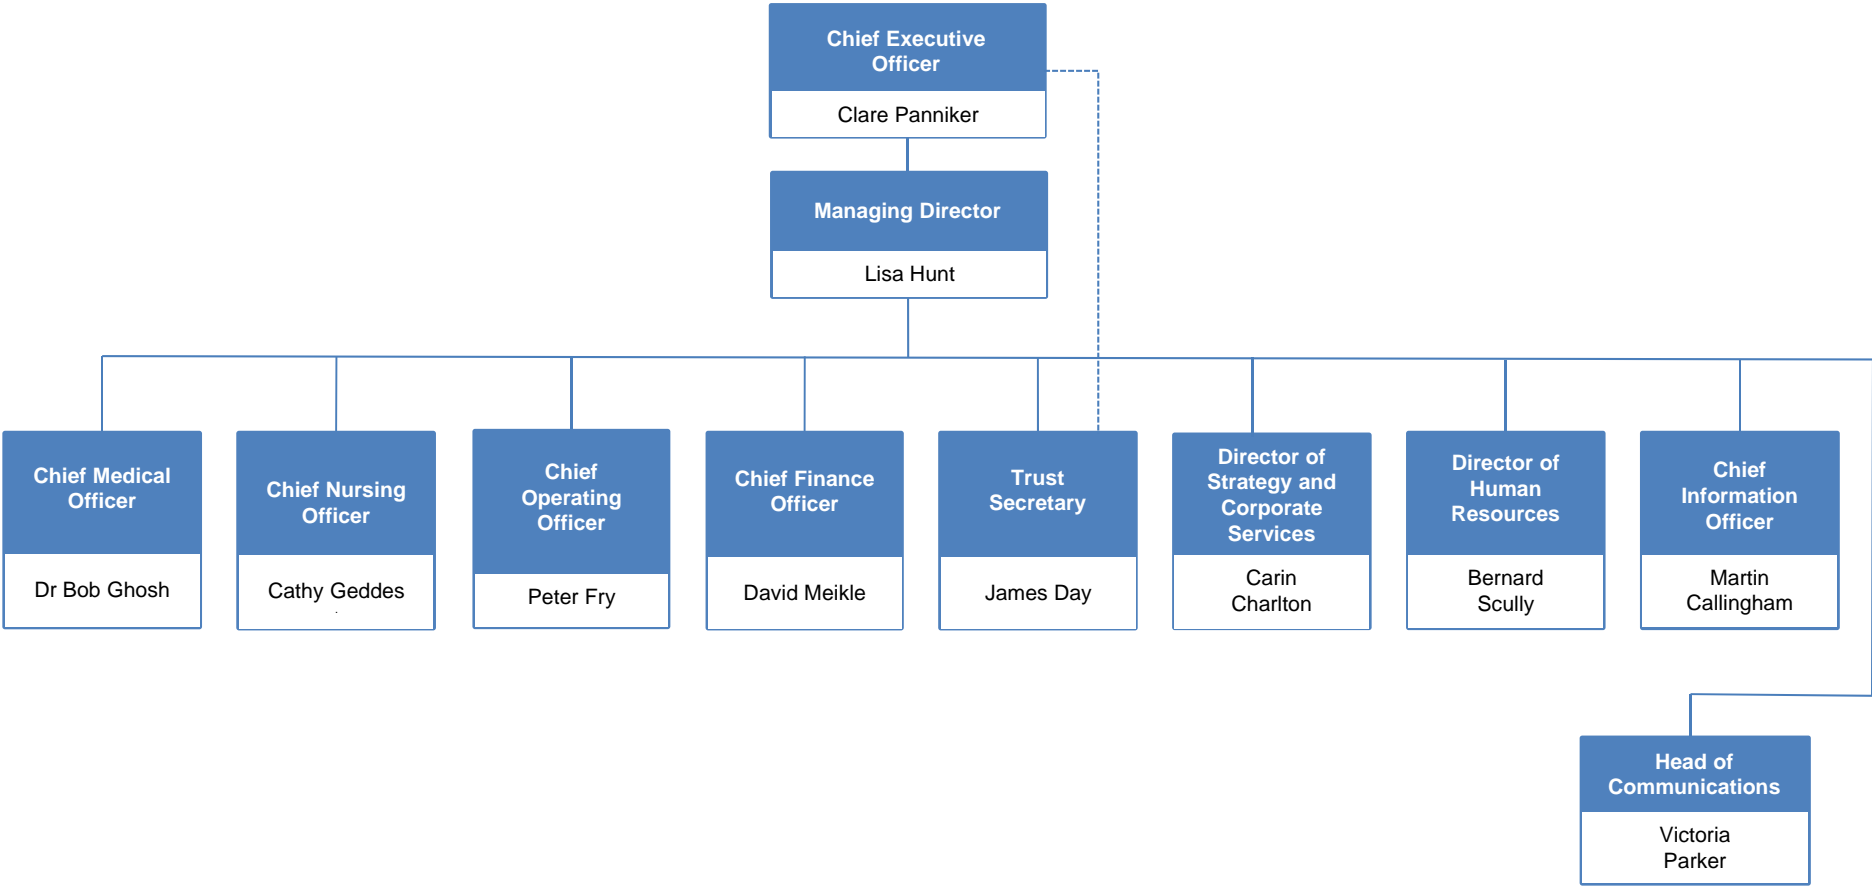 Chief Executive
Officer
Clare Panniker
Managing Director
Lisa Hunt
Chief Medical
Officer
Dr Bob Ghosh
Chief Nursing
Officer
Cathy Geddes
Chief
Operating
Officer
Peter Fry
Chief Finance
Officer
David Meikle
Trust
Secretary
James Day
Director of
Strategy and
Corporate
Services
Carin
Charlton
Director of
Human
Resources
Bernard
Scully
Chief
Information
Officer
Martin
Callingham
Head of
Communications
Victoria
Parker